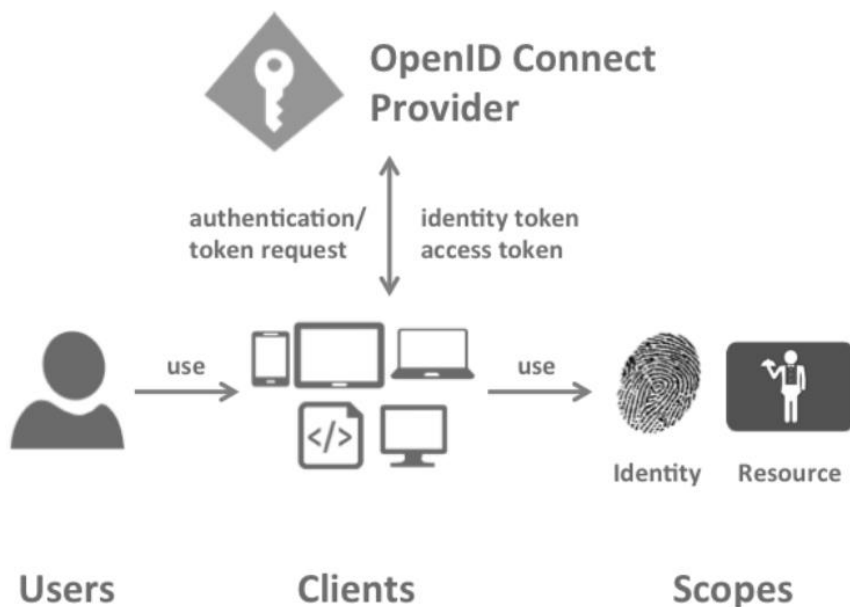 OpenID Connect
Provider
authentication/
token request
identity token
access token
use
use
</>
Identity
Resource
Users
Clients
Scopes